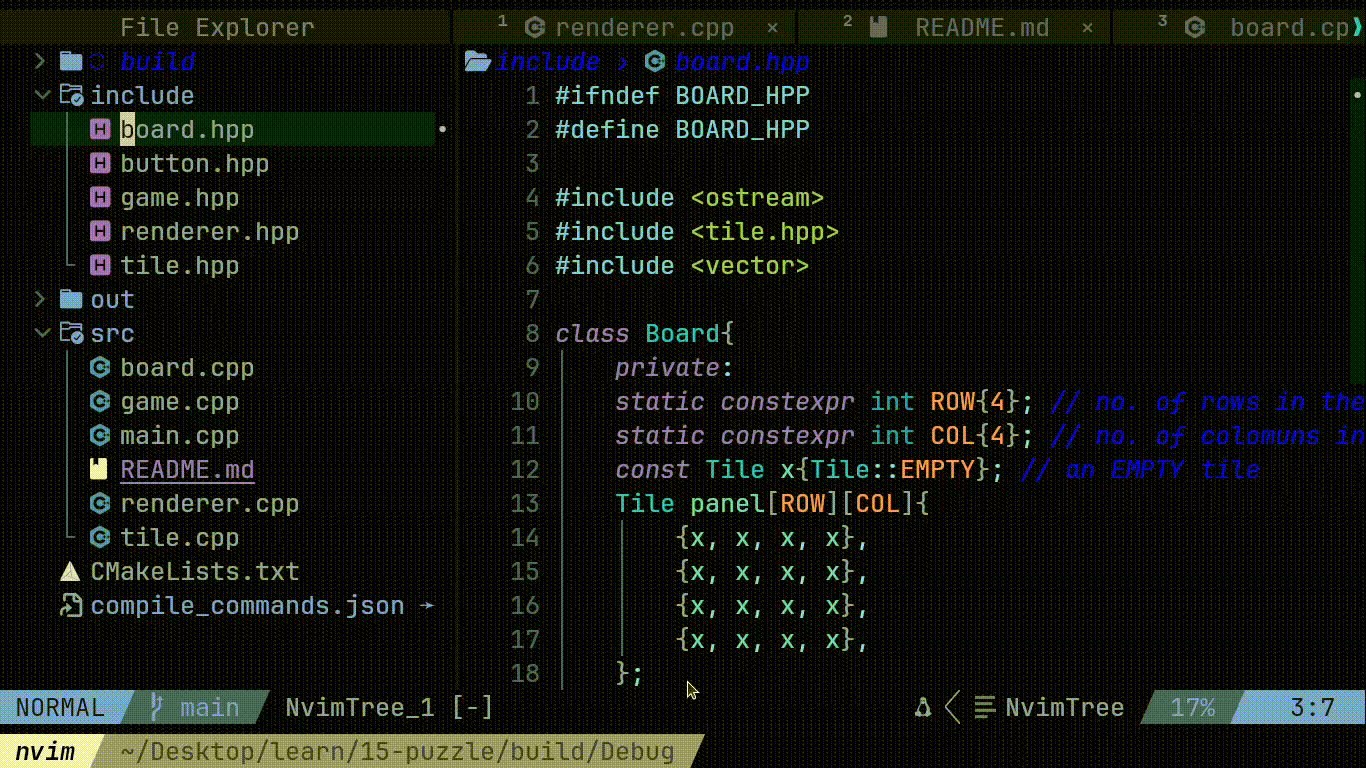 File Explorer
1 renderer.cpp × 2 README.md × 3 board.cp
build
include
board.hpp
button.hpp
game.hpp
renderer.hpp
tile.hpp
out
src
board.cpp
game.cpp
main.cpp
README.md
renderer.cpp
tile.cpp
CMakeLists.txt
compile_commands.json →
include › board.hpp
1 #ifndef BOARD_HPP
2 #define BOARD_HPP
3
4 #include <ostream>
5 #include <tile.hpp>
6 #include <vector>
7
8 class Board{
9 private:
10 static constexpr int ROW{4}; // no. of rows in the
11 static constexpr int COL{4}; // no. of colomuns in
12 const Tile x{Tile::EMPTY}; // an EMPTY tile
13 Tile panel[ROW][COL]{
14 {x, x, x, x},
15 {x, x, x, x},
16 {x, x, x, x},
17 {x, x, x, x},
18 };
NORMAL main NvimTree_1 [-] NvimTree 17% 3:7
nvim ~/Desktop/learn/15-puzzle/build/Debug